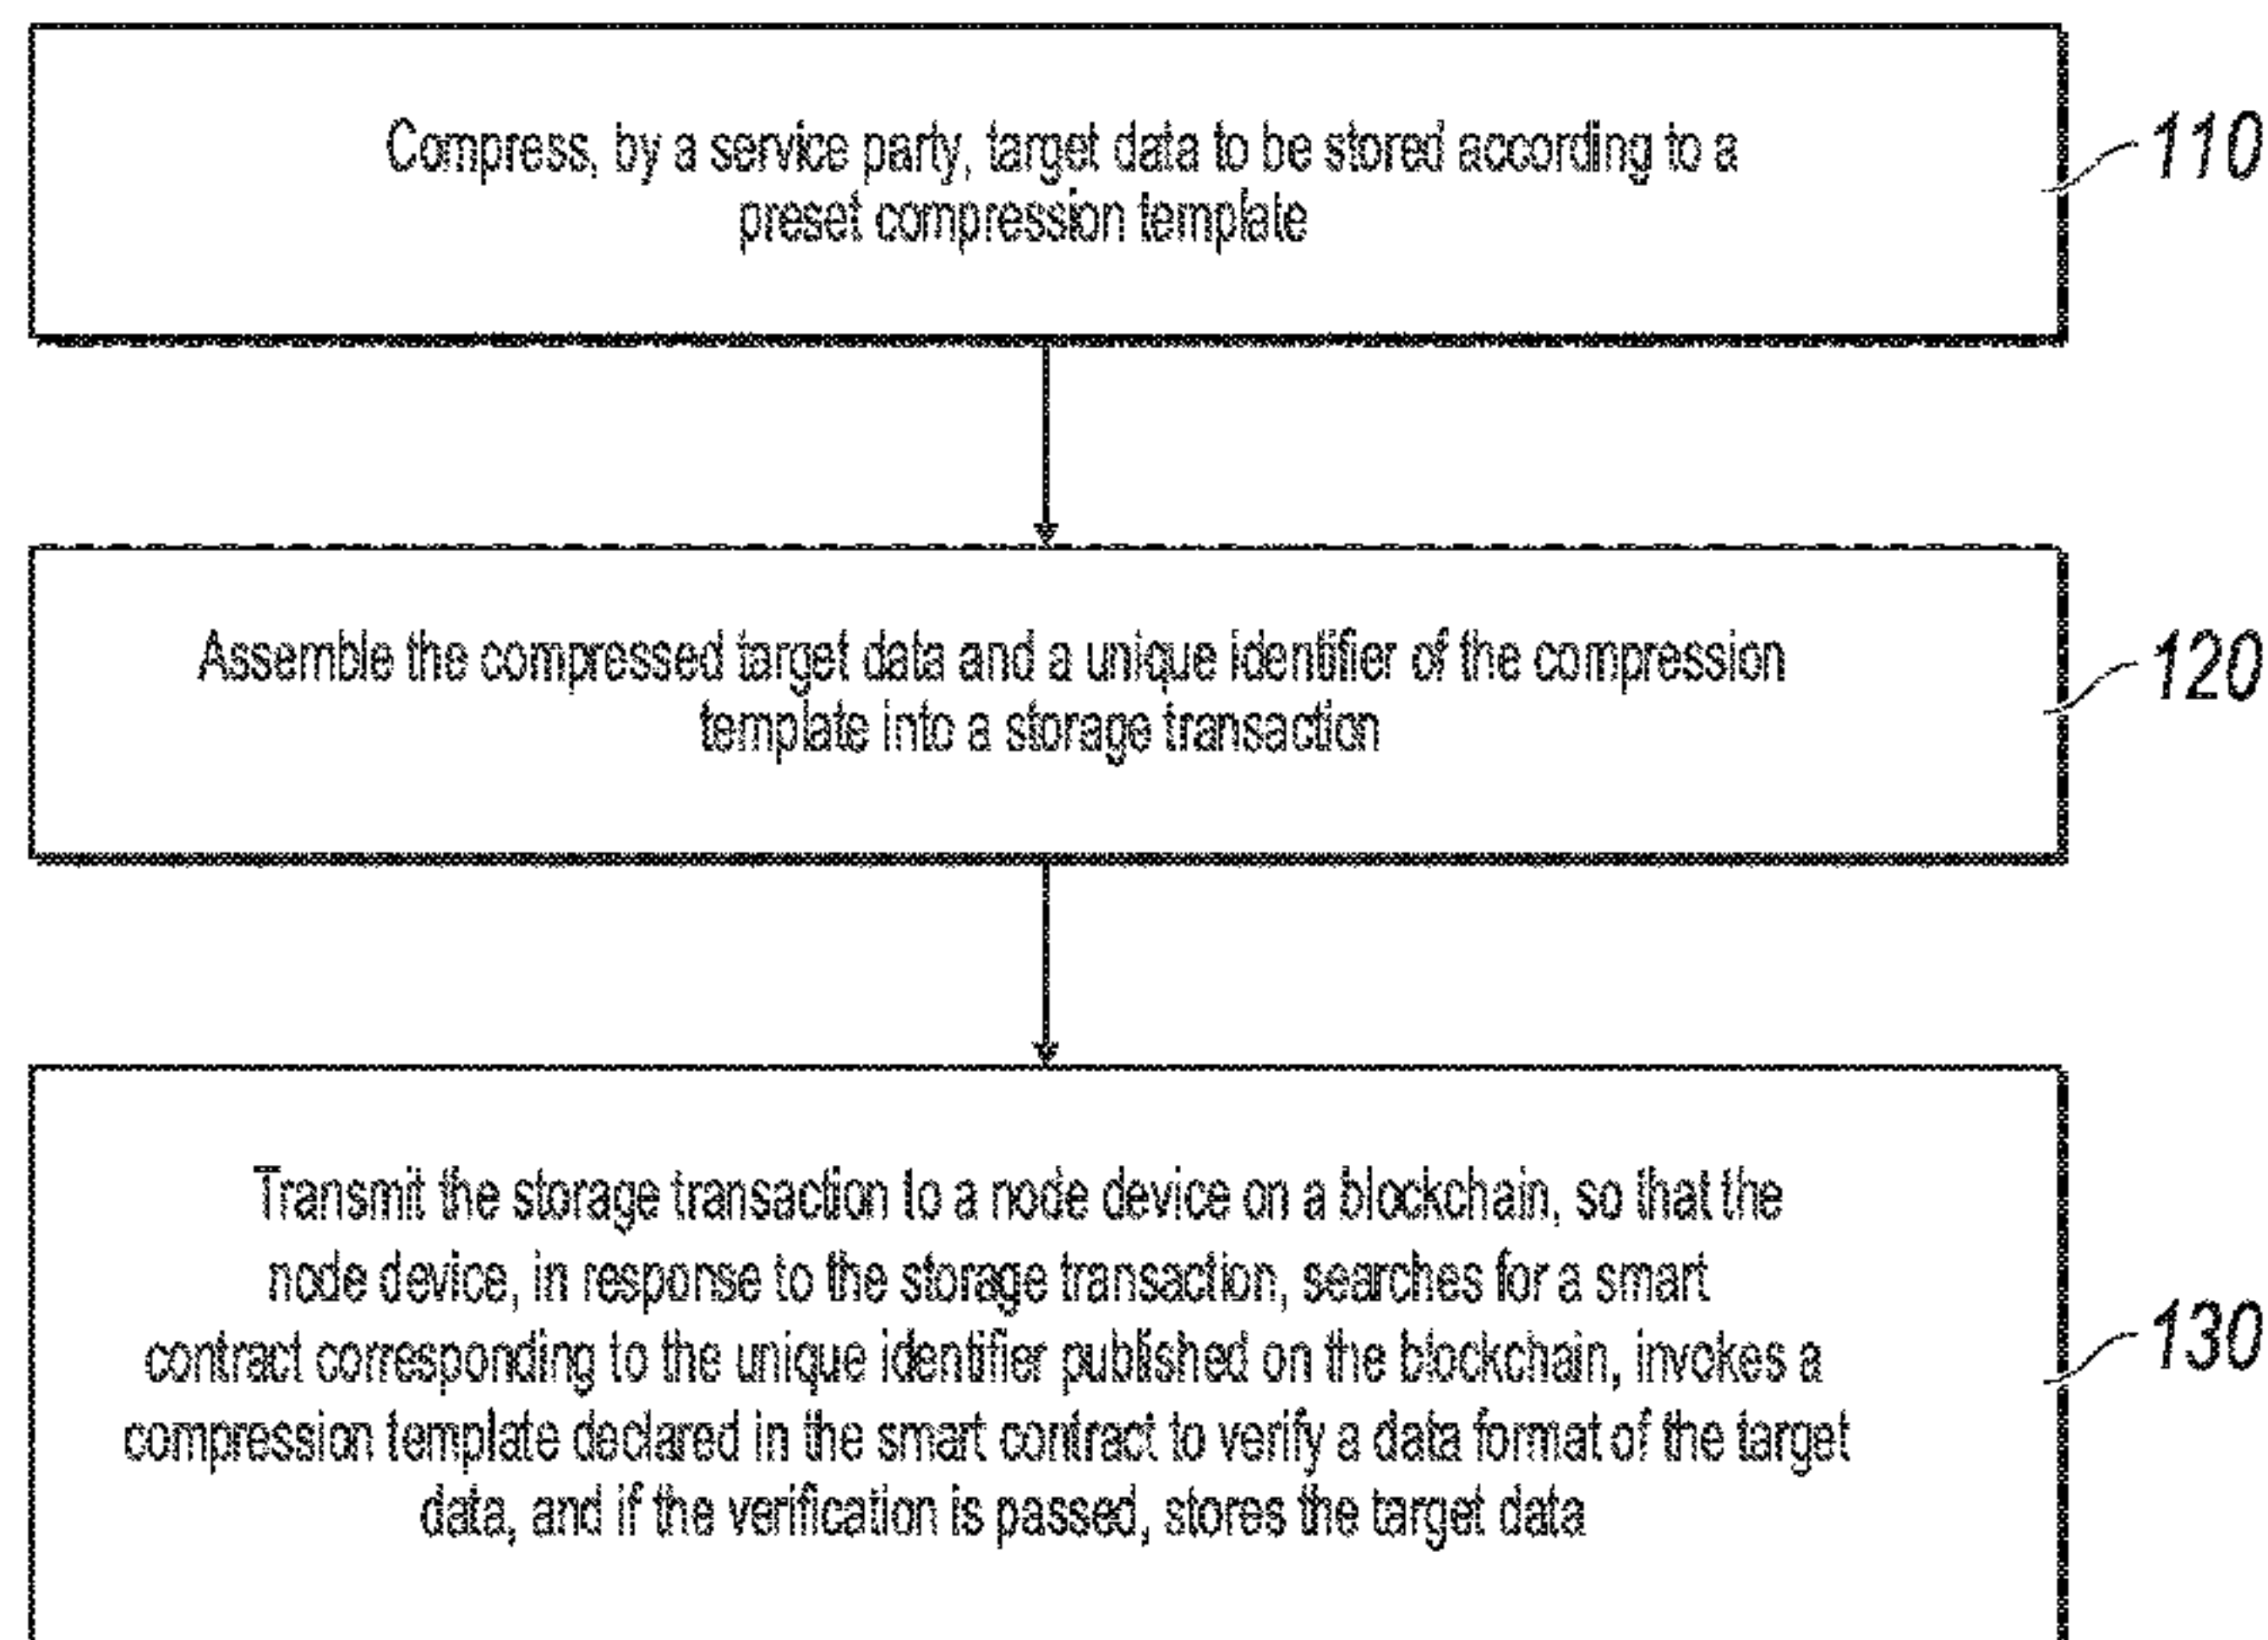 Compress, by a service party, target data to be stored according to a
preset compression template
110
Assemble the compressed target data and a unique identifier of the compression
template into a storage transaction
120
Transmit the storage transaction to a node device on a blockchain, so that the
node device, in response to the storage transaction, searches for a smart
contract corresponding to the unique identifier published on the blockchain, invokes a
compression template declared in the smart contract to verify a data format of the target
data, and if the verification is passed, stores the target data
130